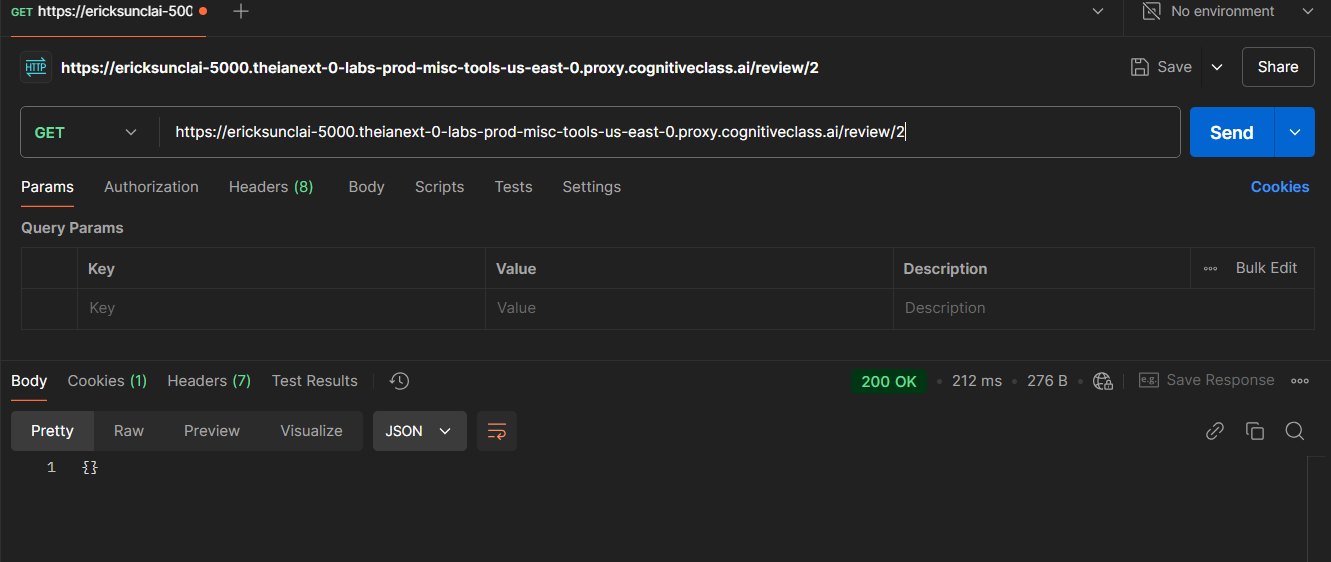 GET https://ericksunclai-500 +
No environment
HTTP https://ericksunclai-5000.theianext-0-labs-prod-misc-tools-us-east-0.proxy.cognitiveclass.ai/review/2 Save Share
GET https://ericksunclai-5000.theianext-0-labs-prod-misc-tools-us-east-0.proxy.cognitiveclass.ai/review/2 Send
Params Authorization Headers (8) Body Scripts Tests Settings Cookies
Query Params
Key Value Description Bulk Edit
Key Value Description
Body Cookies (1) Headers (7) Test Results 200 OK 212 ms 276 B e.g. Save Response
Pretty Raw Preview Visualize JSON
1 {}